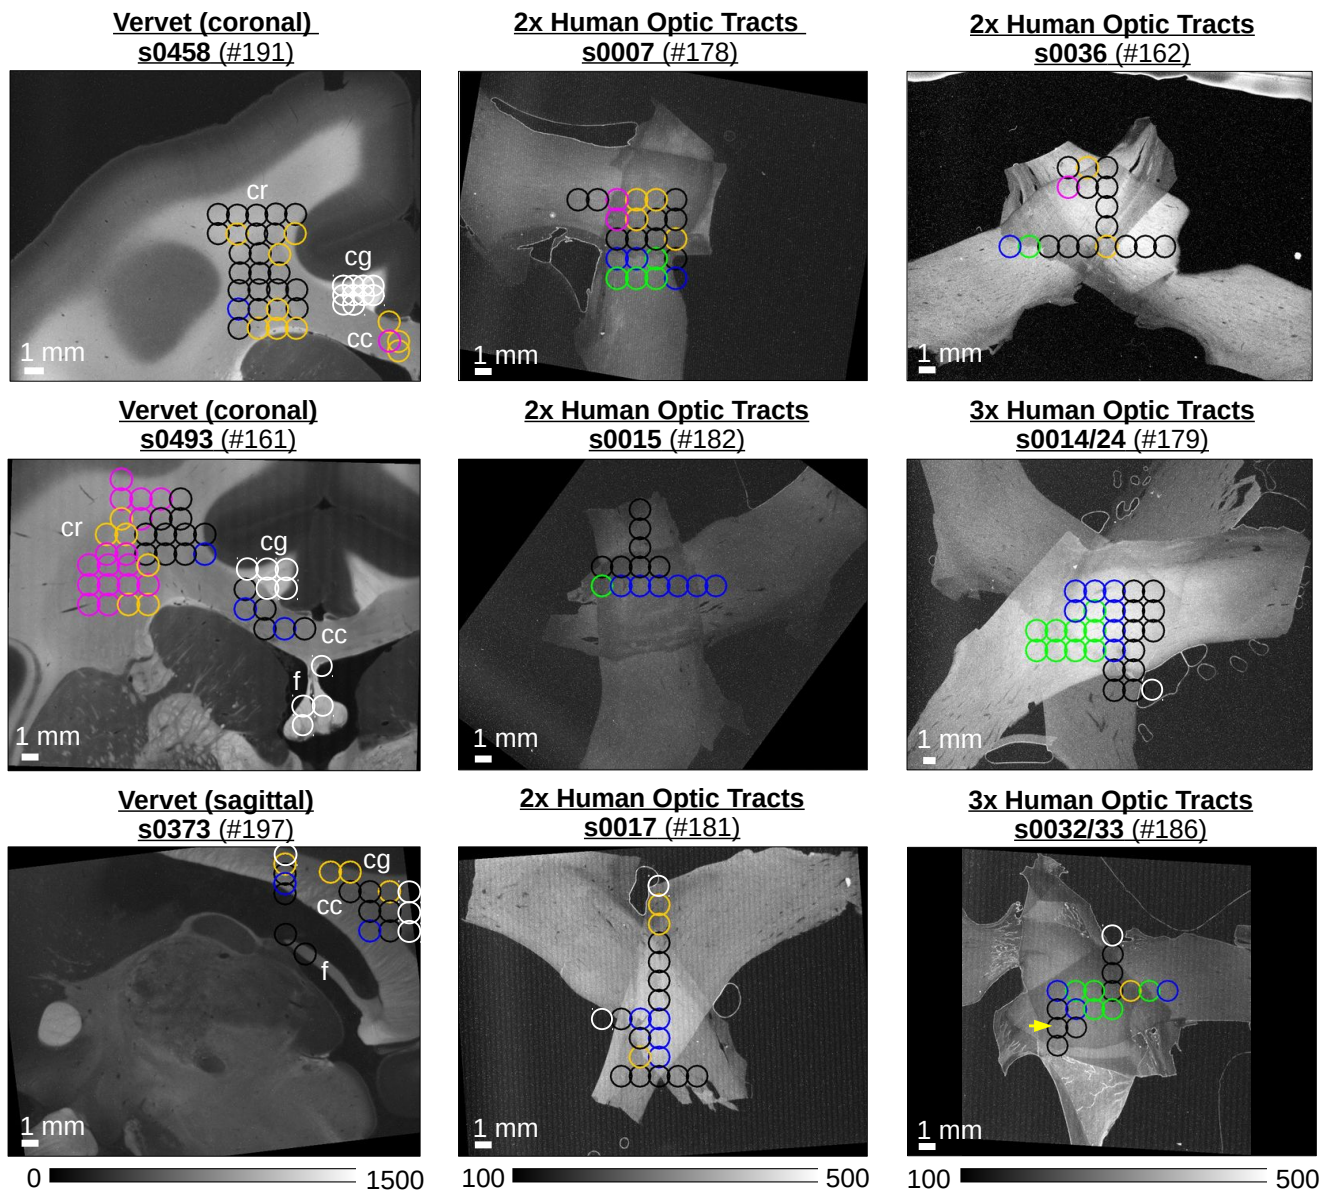 Vervet (coronal)
s0458 (#191)
2x Human Optic Tracts
s0007 (#178)
2x Human Optic Tracts
s0036 (#162)
cr
cg
cc
1 mm
1 mm
1 mm
Vervet (coronal)
s0493 (#161)
2x Human Optic Tracts
s0015 (#182)
3x Human Optic Tracts
s0014/24 (#179)
cr
cg
cc
f
1 mm
1 mm
1 mm
Vervet (sagittal)
s0373 (#197)
2x Human Optic Tracts
s0017 (#181)
3x Human Optic Tracts
s0032/33 (#186)
cg
cc
f
1 mm
1 mm
1 mm
0 1500
100 500
100 500